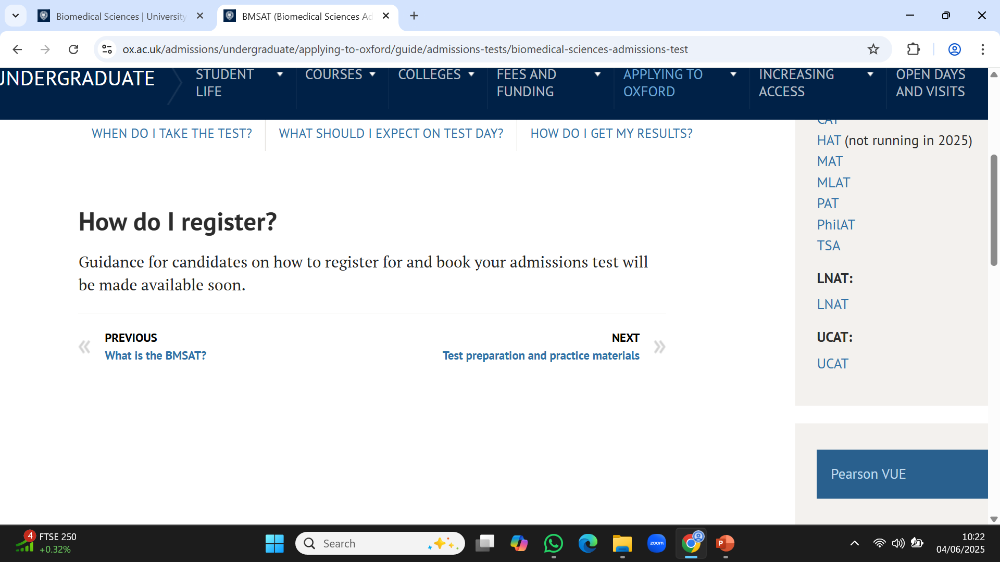 Biomedical Sciences | University
BMSAT (Biomedical Sciences Ad
ox.ac.uk/admissions/undergraduate/applying-to-oxford/guide/admissions-tests/biomedical-sciences-admissions-test
UNDERGRADUATE
STUDENT
LIFE
COURSES
COLLEGES
FEES AND
FUNDING
APPLYING TO
OXFORD
INCREASING
ACCESS
OPEN DAYS
AND VISITS
WHEN DO I TAKE THE TEST?
WHAT SHOULD I EXPECT ON TEST DAY?
HOW DO I GET MY RESULTS?
How do I register?
Guidance for candidates on how to register for and book your admissions test will
be made available soon.
PREVIOUS
What is the BMSAT?
NEXT
Test preparation and practice materials
CAT
HAT (not running in 2025)
MAT
MLAT
PAT
PhilAT
TSA
LNAT:
LNAT
UCAT:
UCAT
Pearson VUE
4
FTSE 250
+0.32%
Search
zoom
P
10:22
04/06/2025